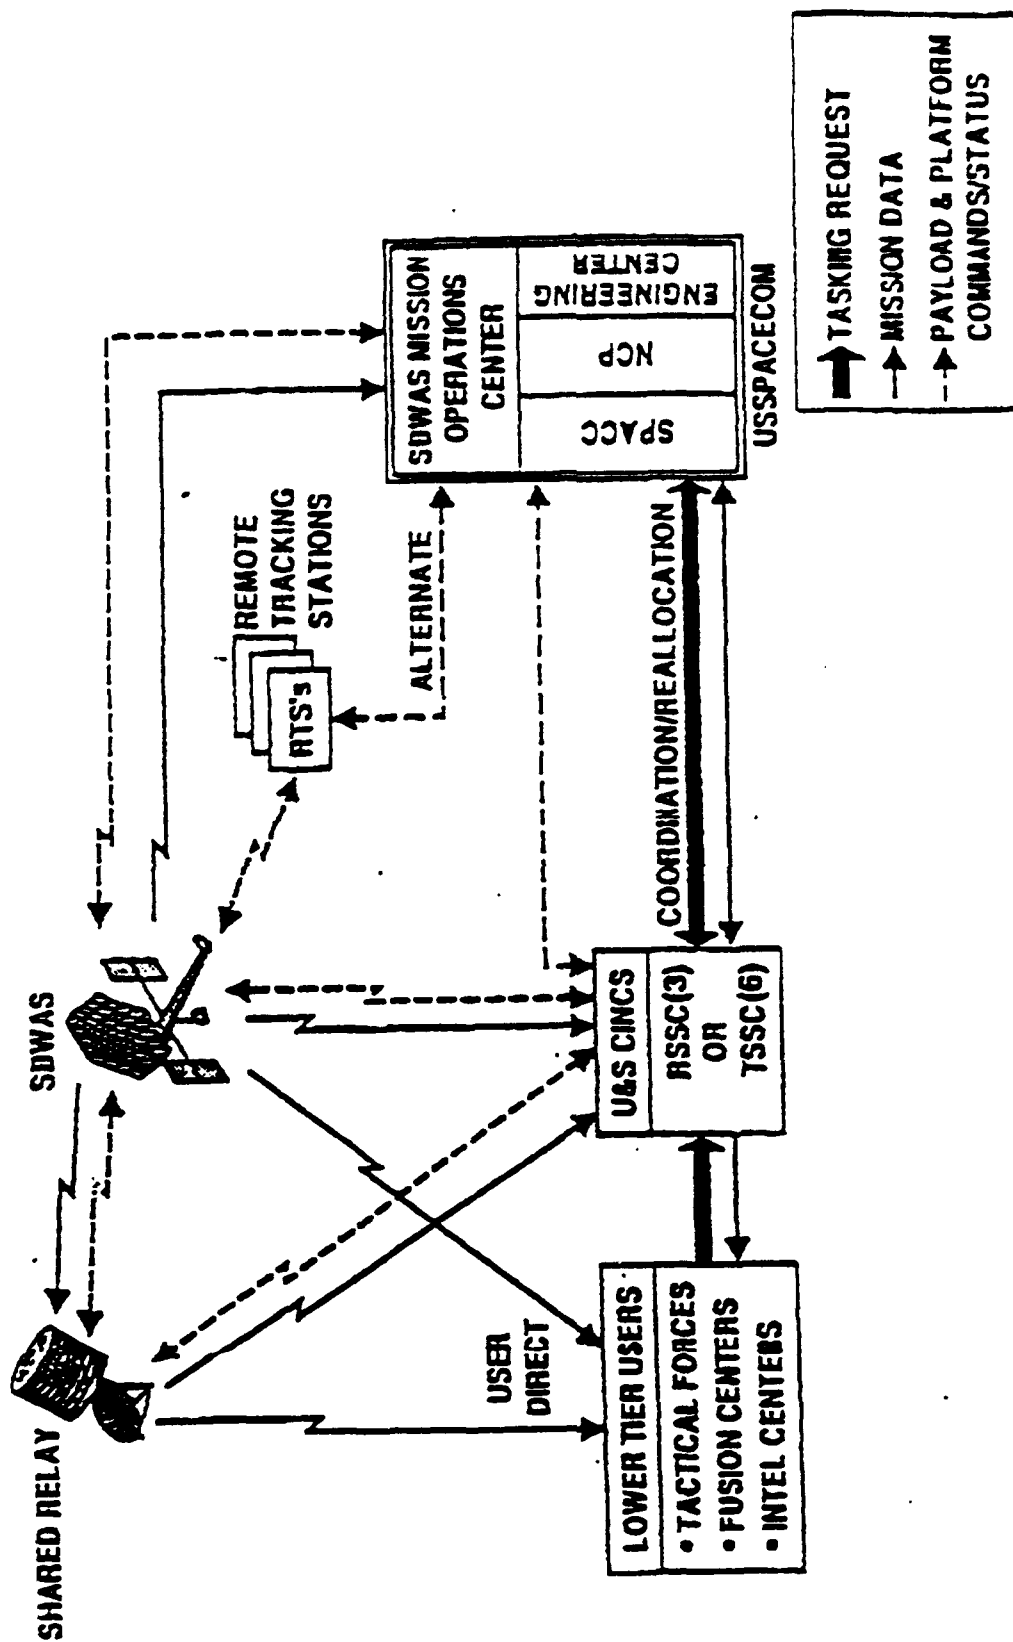 SHARED RELAY
SDWAS
REMOTE
TRACKING
STATIONS
RTS's
ALTERNATE
USER
DIRECT
SDWAS MISSION
OPERATIONS
CENTER
SPACC
NCP
ENGINEERING
CENTER
USSPACECOM
COORDINATION/REALLOCATION
U&S CINCS
RSSC(3)
OR
TSSC(6)
LOWER TIER USERS
• TACTICAL FORCES
• FUSION CENTERS
• INTEL CENTERS
TASKING REQUEST
MISSION DATA
PAYLOAD & PLATFORM
COMMANDS/STATUS